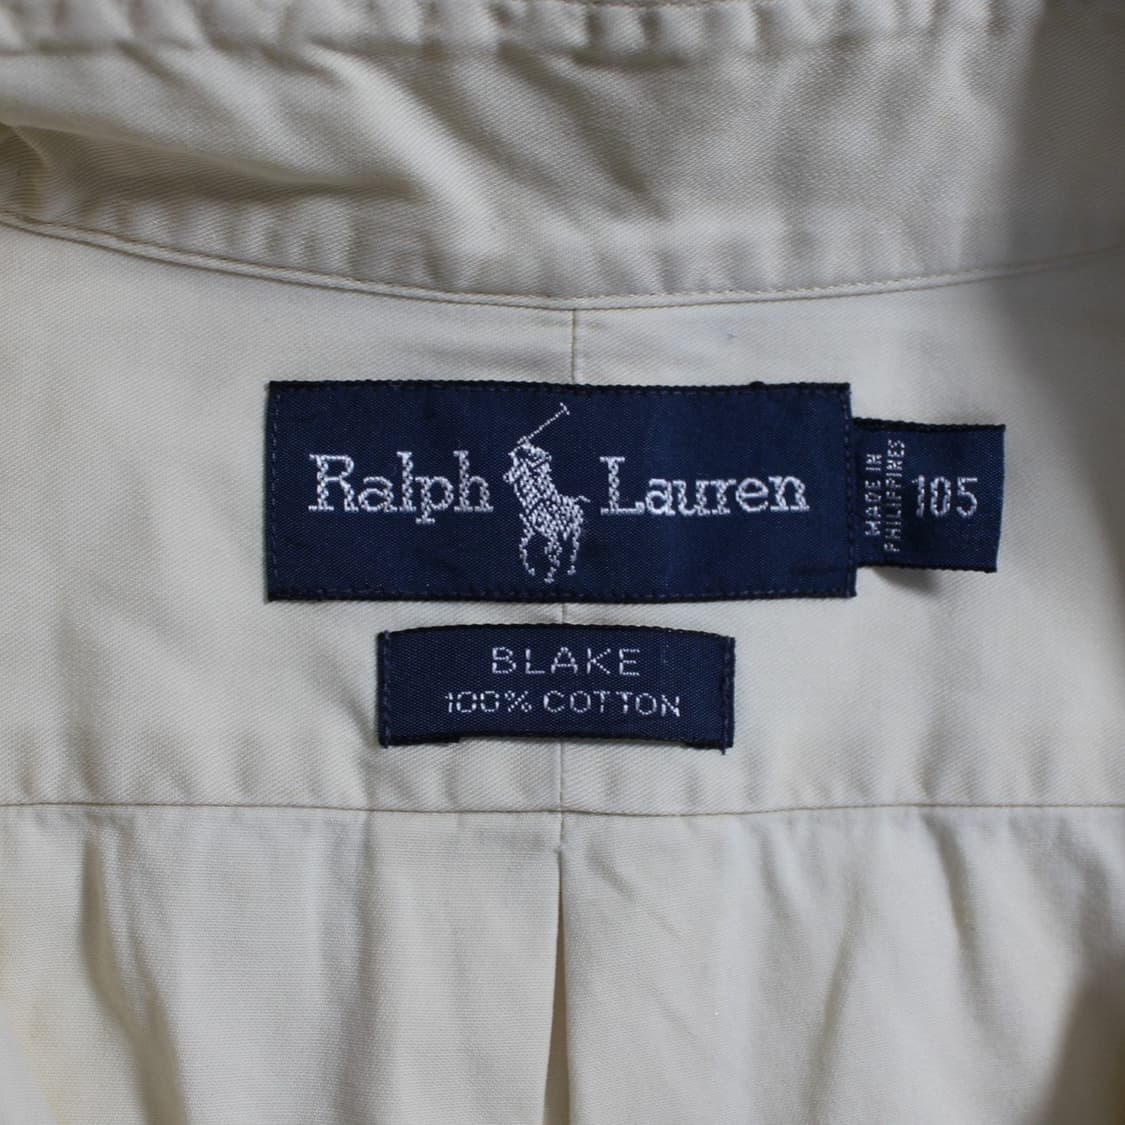 Ralph Lauren
MADE IN
PHILIPPINES
105
BLAKE
100% COTTON